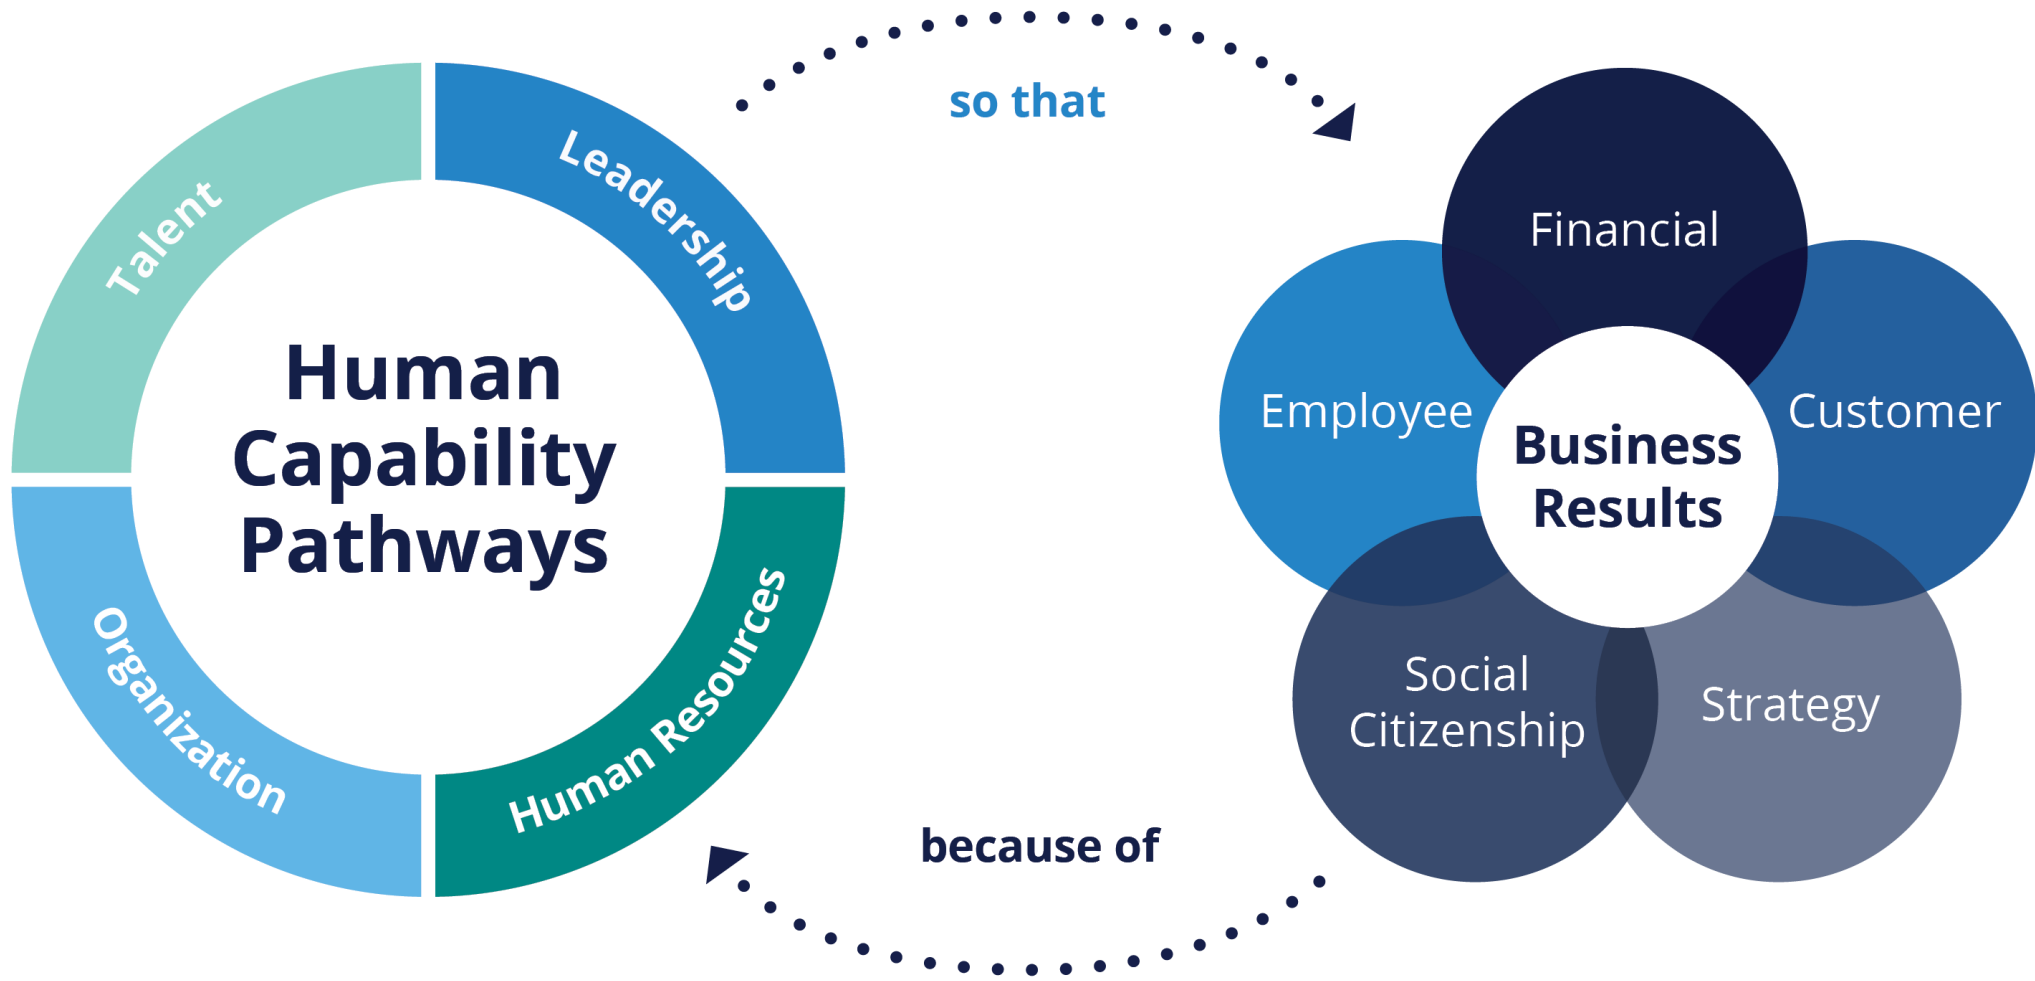 Talent
Leadership
Human
Capability
Pathways
Organization
Human Resources
so that
because of
Financial
Employee
Customer
Business
Results
Social
Citizenship
Strategy